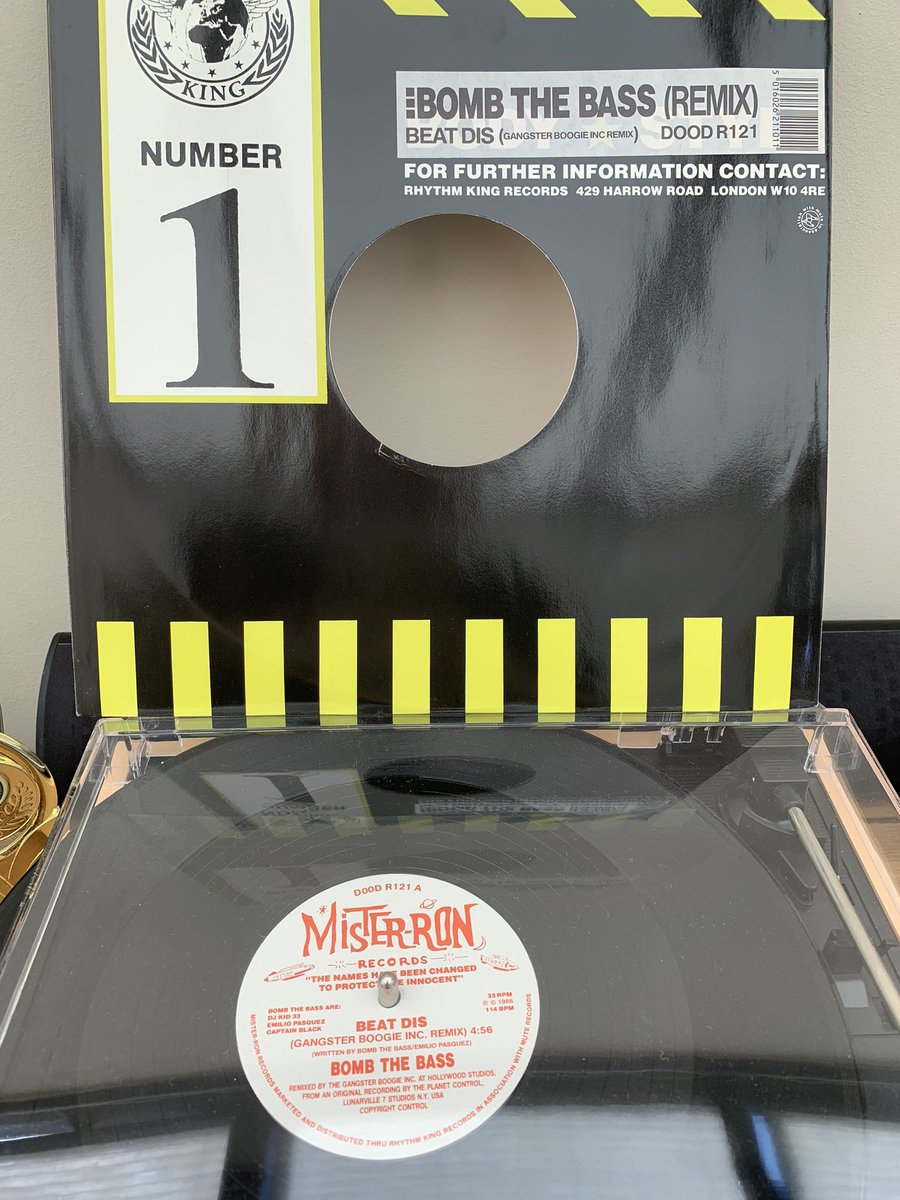 KING
NUMBER
1
BOMB THE BASS (REMIX)
BEAT DIS (GANGSTER BOOGIE INC REMIX) DOOD R121
5 016026 211011
FOR FURTHER INFORMATION CONTACT:
RHYTHM KING RECORDS 429 HARROW ROAD LONDON W10 4RE
DOOD R121 A
MiSTER-RON
RECORDS
"THE NAMES HAVE BEEN CHANGED
TO PROTECT THE INNOCENT"
BOMB THE BASS ARE:
DJ KID 33
EMILIO PASQUEZ
CAPTAIN BLACK
33 RPM
℗ © 1988
114 BPM
BEAT DIS
(GANGSTER BOOGIE INC. REMIX) 4:56
(WRITTEN BY BOMB THE BASS/EMILIO PASQUEZ)
BOMB THE BASS
REMIXED BY THE GANGSTER BOOGIE INC. AT HOLLYWOOD STUDIOS,
FROM AN ORIGINAL RECORDING BY THE PLANET CONTROL,
LUNARVILLE 7 STUDIOS N.Y. USA
COPYRIGHT CONTROL
MISTER-RON RECORDS MARKETED AND DISTRIBUTED THRU RHYTHM KING RECORDS IN ASSOCIATION WITH MUTE RECORDS